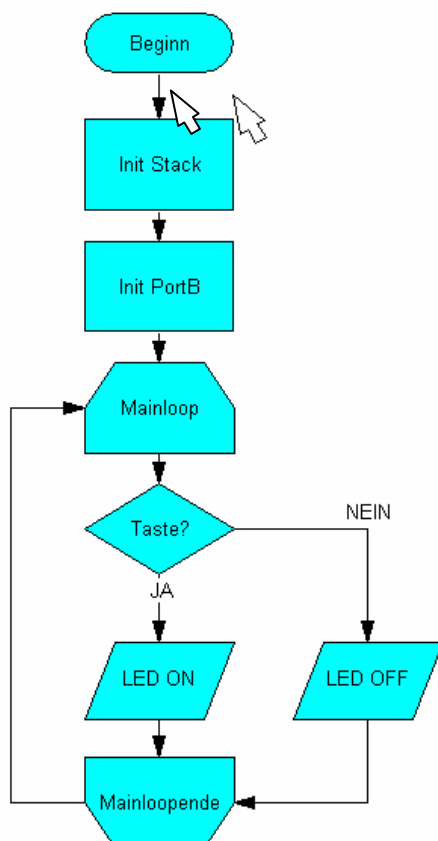 Beginn
Init Stack
Init PortB
Mainloop
Taste?
NEIN
JA
LED ON
LED OFF
Mainloopende